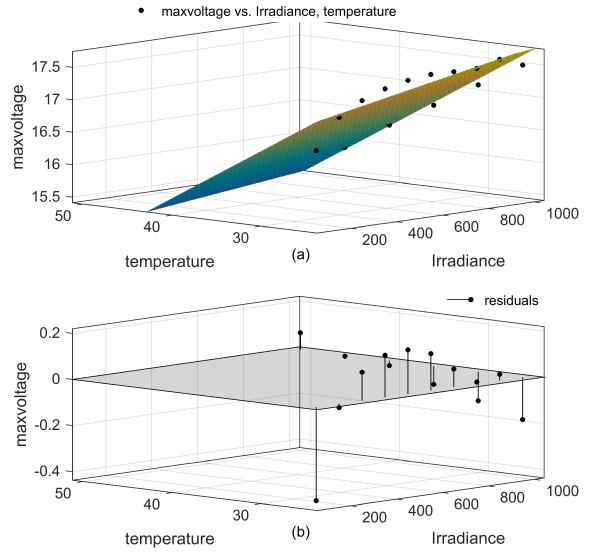 maxvoltage vs. Irradiance, temperature
17.5
17
16.5
16
15.5
maxvoltage
50
40
30
temperature
200
400
600
800
1000
Irradiance
(a)
residuals
0.2
0
-0.2
-0.4
maxvoltage
50
40
30
temperature
200
400
600
800
1000
Irradiance
(b)